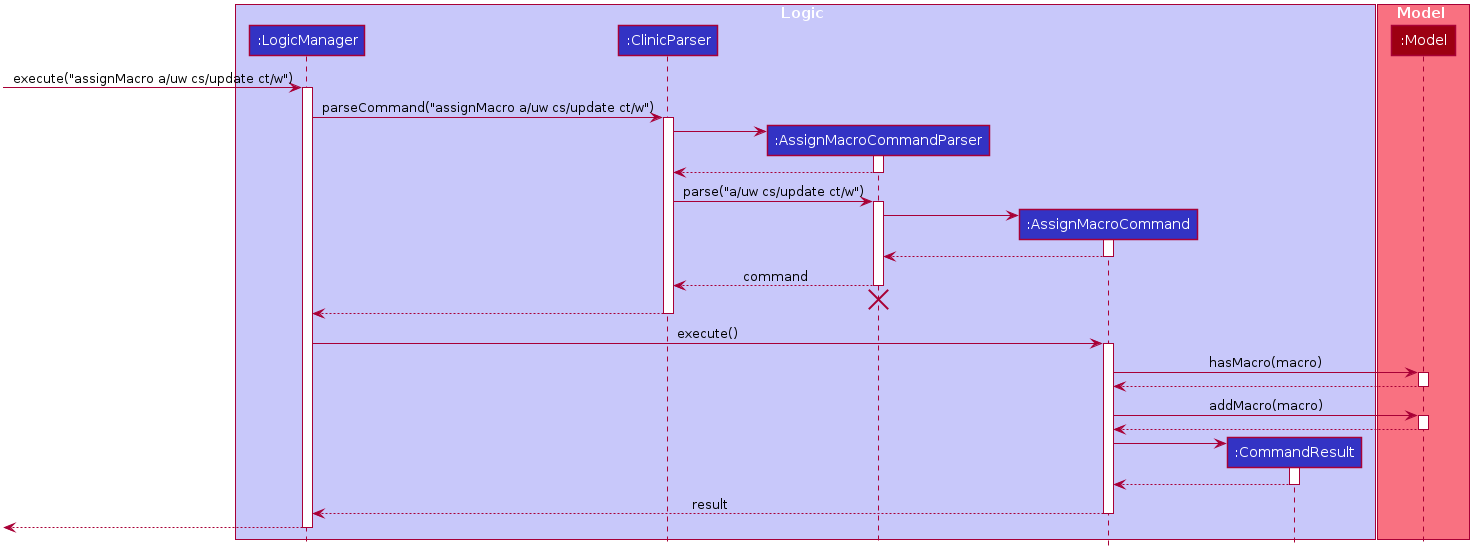 Logic
Model
:LogicManager
:ClinicParser
:Model
execute("assignMacro a/uw cs/update ct/w")
parseCommand("assignMacro a/uw cs/update ct/w")
:AssignMacroCommandParser
parse("a/uw cs/update ct/w")
:AssignMacroCommand
command
execute()
hasMacro(macro)
addMacro(macro)
:CommandResult
result